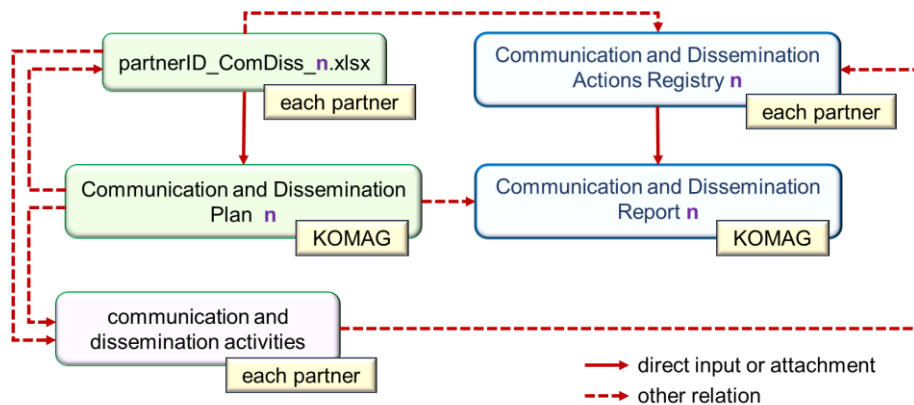 partnerID_ComDiss_n.xlsx
each partner
Communication and Dissemination
Actions Registry n
each partner
Communication and Dissemination
Plan n
KOMAG
Communication and Dissemination
Report n
KOMAG
communication and
dissemination activities
each partner
direct input or attachment
other relation